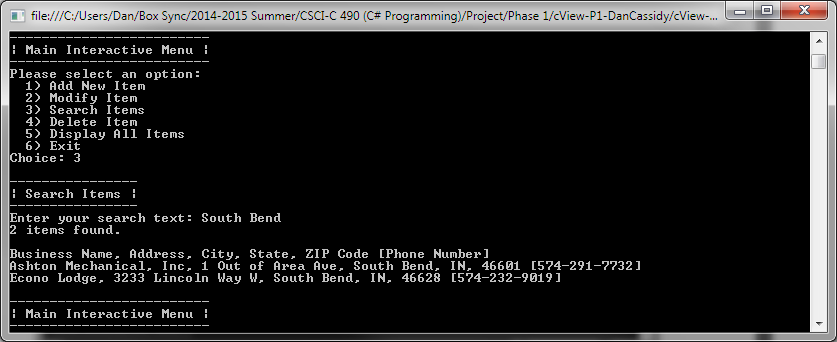 file:///C:/Users/Dan/Box Sync/2014-2015 Summer/CSCI-C 490 (C# Programming)/Project/Phase 1/cView-P1-DanCassidy/cView-...
-------------------------
¦ Main Interactive Menu ¦
-------------------------
Please select an option:
1) Add New Item
2) Modify Item
3) Search Items
4) Delete Item
5) Display All Items
6) Exit
Choice: 3
----------------
¦ Search Items ¦
----------------
Enter your search text: South Bend
2 items found.
Business Name, Address, City, State, ZIP Code [Phone Number]
Ashton Mechanical, Inc, 1 Out of Area Ave, South Bend, IN, 46601 [574-291-7732]
Econo Lodge, 3233 Lincoln Way W, South Bend, IN, 46628 [574-232-9019]
-------------------------
¦ Main Interactive Menu ¦
-------------------------